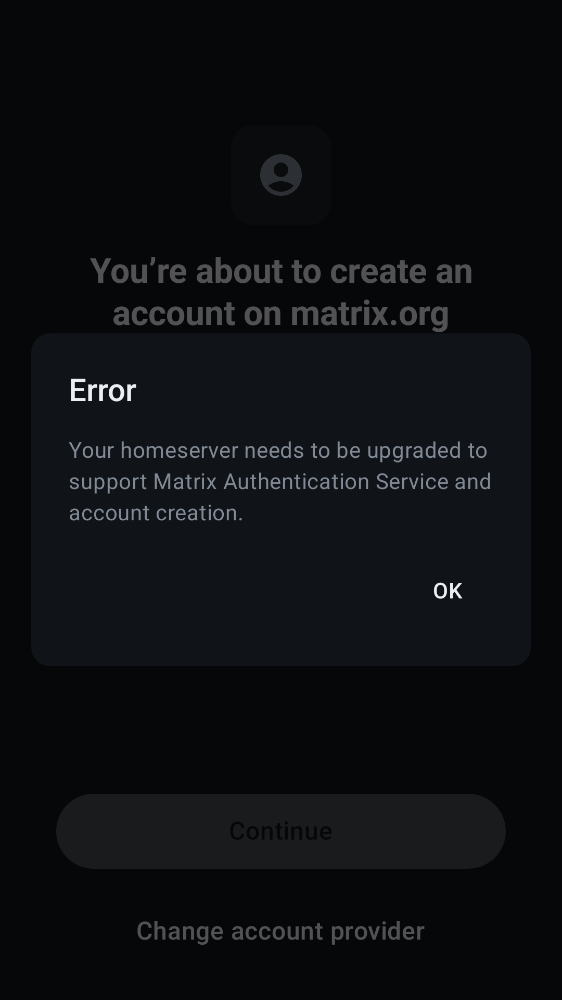 You’re about to create an
account on matrix.org
Error
Your homeserver needs to be upgraded to
support Matrix Authentication Service and
account creation.
OK
Continue
Change account provider